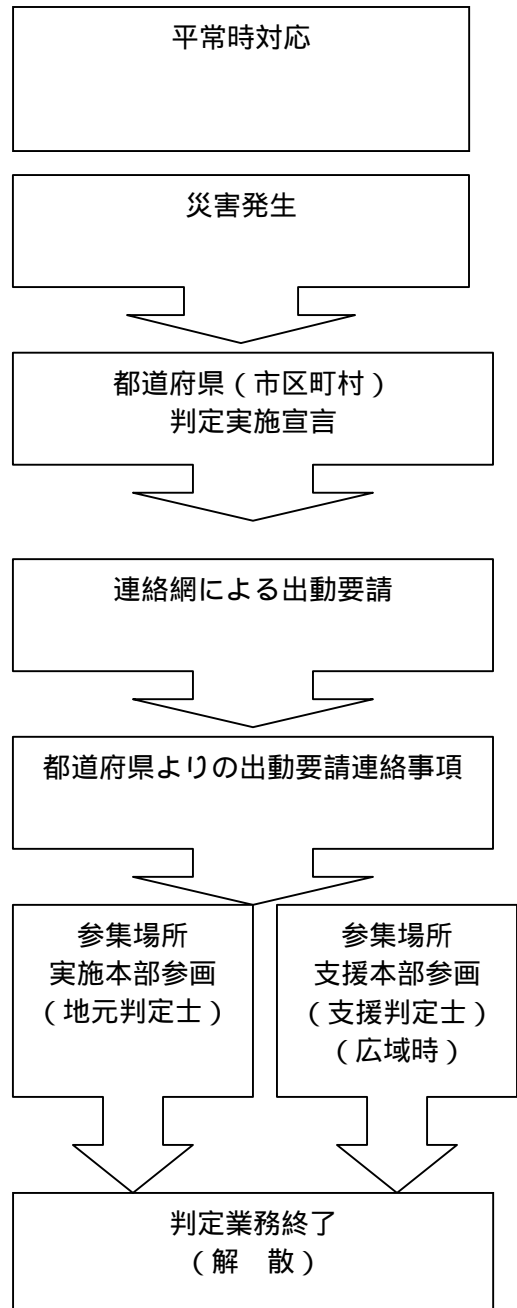 平常時対応
災害発生
都道府県（市区町村）
判定実施宣言
連絡網による出動要請
都道府県よりの出動要請連絡事項
参集場所
実施本部参画
（地元判定士）
参集場所
支援本部参画
（支援判定士）
（広域時）
判定業務終了
（解　散）